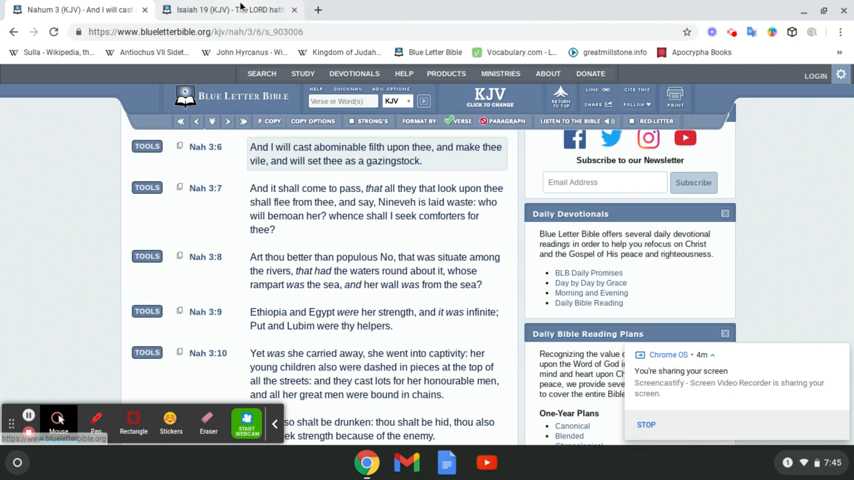 Nahum 3 (KJV) - And I will cast
Isaiah 19 (KJV) - The LORD hath
https://www.blueletterbible.org/kjv/nah/3/6/s_903006
Sulla - Wikipedia, th...
Antiochus VII Sidet...
John Hyrcanus - Wi...
Kingdom of Judah...
Blue Letter Bible
Vocabulary.com - L...
greatmillstone.info
Apocrypha Books
SEARCH STUDY DEVOTIONALS HELP PRODUCTS MINISTRIES ABOUT DONATE
LOGIN
BLUE LETTER BIBLE
HELP QUICKNAV ADV. OPTIONS
Verse or Word(s)
KJV
KJV
CLICK TO CHANGE
RETURN TO TOP
LINK
SHARE
CITE THIS
FOLLOW
PRINT
COPY COPY OPTIONS STRONG'S FORMAT BY: VERSE PARAGRAPH LISTEN TO THE BIBLE RED-LETTER
TOOLS Nah 3:6 And I will cast abominable filth upon thee, and make thee
vile, and will set thee as a gazingstock.
TOOLS Nah 3:7 And it shall come to pass, that all they that look upon thee
shall flee from thee, and say, Nineveh is laid waste: who
will bemoan her? whence shall I seek comforters for
thee?
TOOLS Nah 3:8 Art thou better than populous No, that was situate among
the rivers, that had the waters round about it, whose
rampart was the sea, and her wall was from the sea?
TOOLS Nah 3:9 Ethiopia and Egypt were her strength, and it was infinite;
Put and Lubim were thy helpers.
TOOLS Nah 3:10 Yet was she carried away, she went into captivity: her
young children also were dashed in pieces at the top of
all the streets: and they cast lots for her honourable men,
and all her great men were bound in chains.
so shalt be drunken: thou shalt be hid, thou also
ek strength because of the enemy.
Subscribe to our Newsletter
Email Address
Subscribe
Daily Devotionals
Blue Letter Bible offers several daily devotional
readings in order to help you refocus on Christ
and the Gospel of His peace and righteousness.
BLB Daily Promises
Day by Day by Grace
Morning and Evening
Daily Bible Reading
Daily Bible Reading Plans
Recognizing the value
upon the Word of God
mind and heart upon C
peace, we provide seve
to cover the entire Bibl
One-Year Plans
Canonical
Blended
Chrome OS • 4m
You're sharing your screen
Screencastify - Screen Video Recorder is sharing your
screen.
STOP
Mouse
Pen
Rectangle
Stickers
Eraser
START
WEBCAM
https://www.blueletterbible.org
1
7:45